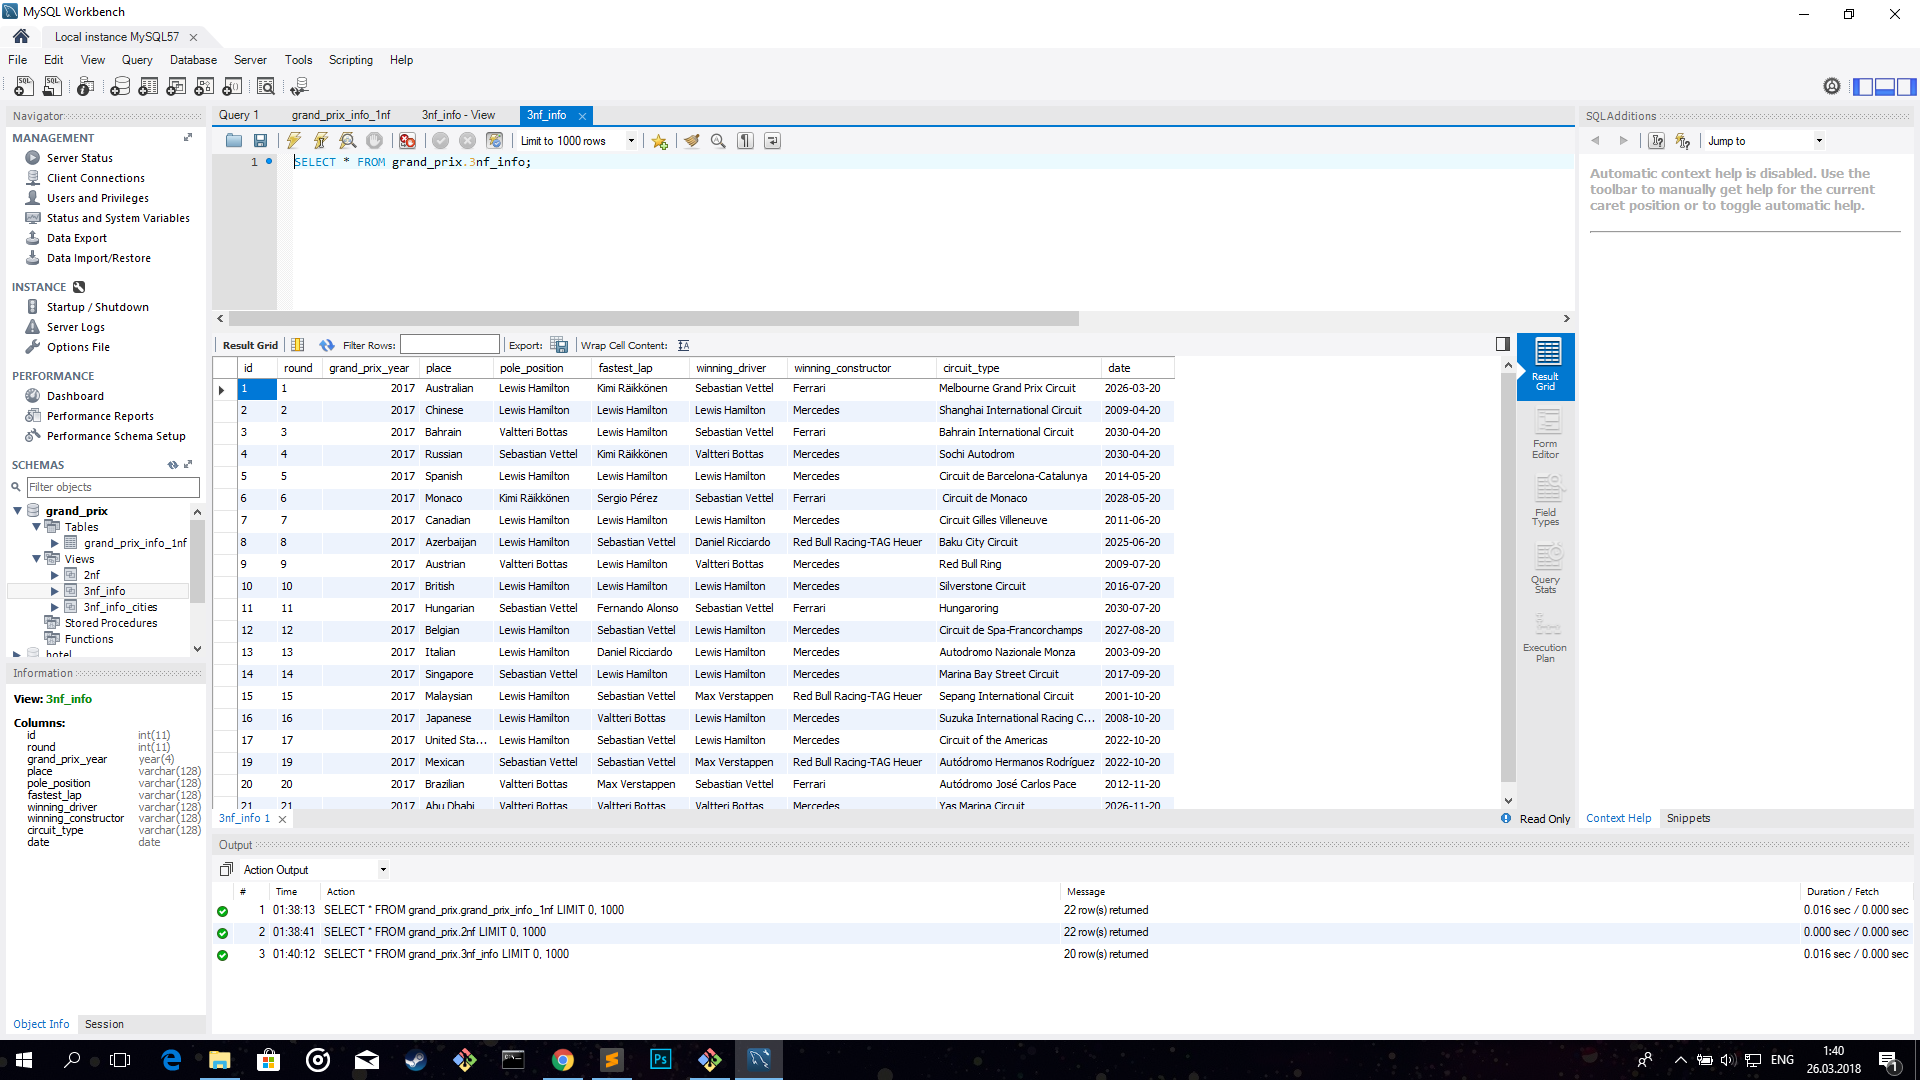 MySQL Workbench
Local instance MySQL57
File Edit View Query Database Server Tools Scripting Help
Navigator
MANAGEMENT
Server Status
Client Connections
Users and Privileges
Status and System Variables
Data Export
Data Import/Restore
INSTANCE
Startup / Shutdown
Server Logs
Options File
PERFORMANCE
Dashboard
Performance Reports
Performance Schema Setup
SCHEMAS
Filter objects
grand_prix
Tables
grand_prix_info_1nf
Views
2nf
3nf_info
3nf_info_cities
Stored Procedures
Functions
hotel
Information
View: 3nf_info
Columns:
id int(11)
round int(11)
grand_prix_year year(4)
place varchar(128)
pole_position varchar(128)
fastest_lap varchar(128)
winning_driver varchar(128)
winning_constructor varchar(128)
circuit_type varchar(128)
date date
Object Info Session
Query 1 grand_prix_info_1nf 3nf_info - View 3nf_info
Limit to 1000 rows
1 SELECT * FROM grand_prix.3nf_info;
Result Grid Filter Rows: Export: Wrap Cell Content:
id round grand_prix_year place pole_position fastest_lap winning_driver winning_constructor circuit_type date
1 1 2017 Australian Lewis Hamilton Kimi Räikkönen Sebastian Vettel Ferrari Melbourne Grand Prix Circuit 2026-03-20
2 2 2017 Chinese Lewis Hamilton Lewis Hamilton Lewis Hamilton Mercedes Shanghai International Circuit 2009-04-20
3 3 2017 Bahrain Valtteri Bottas Lewis Hamilton Sebastian Vettel Ferrari Bahrain International Circuit 2030-04-20
4 4 2017 Russian Sebastian Vettel Kimi Räikkönen Valtteri Bottas Mercedes Sochi Autodrom 2030-04-20
5 5 2017 Spanish Lewis Hamilton Lewis Hamilton Lewis Hamilton Mercedes Circuit de Barcelona-Catalunya 2014-05-20
6 6 2017 Monaco Kimi Räikkönen Sergio Pérez Sebastian Vettel Ferrari Circuit de Monaco 2028-05-20
7 7 2017 Canadian Lewis Hamilton Lewis Hamilton Lewis Hamilton Mercedes Circuit Gilles Villeneuve 2011-06-20
8 8 2017 Azerbaijan Lewis Hamilton Sebastian Vettel Daniel Ricciardo Red Bull Racing-TAG Heuer Baku City Circuit 2025-06-20
9 9 2017 Austrian Valtteri Bottas Lewis Hamilton Valtteri Bottas Mercedes Red Bull Ring 2009-07-20
10 10 2017 British Lewis Hamilton Lewis Hamilton Lewis Hamilton Mercedes Silverstone Circuit 2016-07-20
11 11 2017 Hungarian Sebastian Vettel Fernando Alonso Sebastian Vettel Ferrari Hungaroring 2030-07-20
12 12 2017 Belgian Lewis Hamilton Sebastian Vettel Lewis Hamilton Mercedes Circuit de Spa-Francorchamps 2027-08-20
13 13 2017 Italian Lewis Hamilton Daniel Ricciardo Lewis Hamilton Mercedes Autodromo Nazionale Monza 2003-09-20
14 14 2017 Singapore Sebastian Vettel Lewis Hamilton Lewis Hamilton Mercedes Marina Bay Street Circuit 2017-09-20
15 15 2017 Malaysian Lewis Hamilton Sebastian Vettel Max Verstappen Red Bull Racing-TAG Heuer Sepang International Circuit 2001-10-20
16 16 2017 Japanese Lewis Hamilton Valtteri Bottas Lewis Hamilton Mercedes Suzuka International Racing C... 2008-10-20
17 17 2017 United Sta... Lewis Hamilton Sebastian Vettel Lewis Hamilton Mercedes Circuit of the Americas 2022-10-20
19 19 2017 Mexican Sebastian Vettel Sebastian Vettel Max Verstappen Red Bull Racing-TAG Heuer Autódromo Hermanos Rodríguez 2022-10-20
20 20 2017 Brazilian Valtteri Bottas Max Verstappen Sebastian Vettel Ferrari Autódromo José Carlos Pace 2012-11-20
21 21 2017 Abu Dhabi Valtteri Bottas Valtteri Bottas Valtteri Bottas Mercedes Yas Marina Circuit 2026-11-20
3nf_info 1
Read Only
Result Grid
Form Editor
Field Types
Query Stats
Execution Plan
Output
Action Output
# Time Action Message Duration / Fetch
1 01:38:13 SELECT * FROM grand_prix.grand_prix_info_1nf LIMIT 0, 1000 22 row(s) returned 0.016 sec / 0.000 sec
2 01:38:41 SELECT * FROM grand_prix.2nf LIMIT 0, 1000 22 row(s) returned 0.000 sec / 0.000 sec
3 01:40:12 SELECT * FROM grand_prix.3nf_info LIMIT 0, 1000 20 row(s) returned 0.016 sec / 0.000 sec
SQLAdditions
Jump to
Automatic context help is disabled. Use the
toolbar to manually get help for the current
caret position or to toggle automatic help.
Context Help Snippets
Ps
ENG
1:40
26.03.2018
1